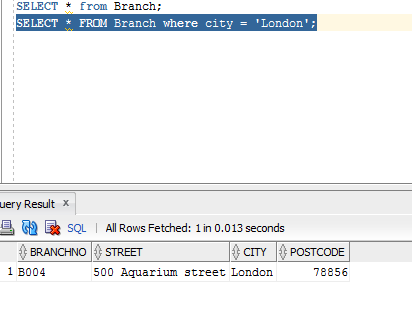 SELECT * from Branch;
SELECT * FROM Branch where city = 'London';
uery Result x
SQL | All Rows Fetched: 1 in 0.013 seconds
BRANCHNO STREET CITY POSTCODE
1 B004 500 Aquarium street London 78856